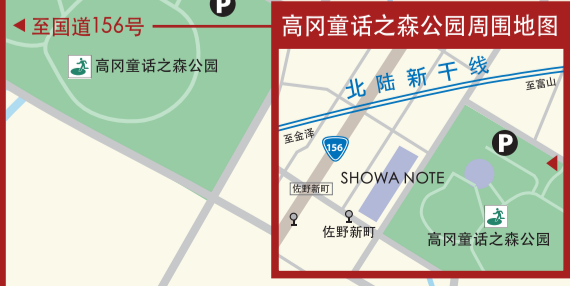 至国道156号
P
高冈童话之森公园
高冈童话之森公园周围地图
北陆新干线
至富山
至金泽
156
P
SHOWA NOTE
佐野新町
佐野新町
高冈童话之森公园